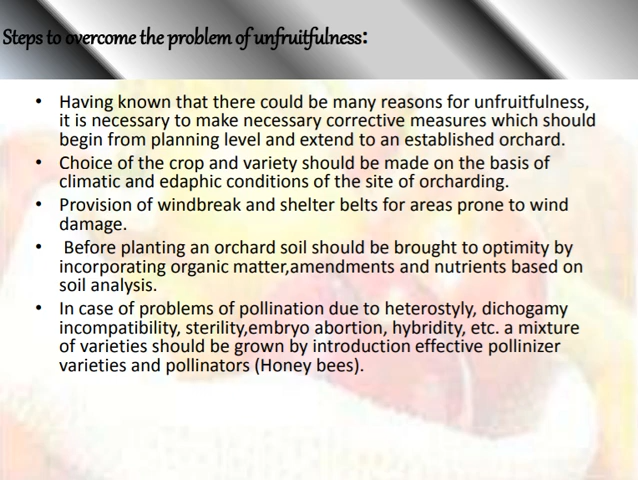 Steps to overcome the problem of unfruitfulness:
• Having known that there could be many reasons for unfruitfulness,
it is necessary to make necessary corrective measures which should
begin from planning level and extend to an established orchard.
• Choice of the crop and variety should be made on the basis of
climatic and edaphic conditions of the site of orcharding.
• Provision of windbreak and shelter belts for areas prone to wind
damage.
• Before planting an orchard soil should be brought to optimity by
incorporating organic matter,amendments and nutrients based on
soil analysis.
• In case of problems of pollination due to heterostyly, dichogamy
incompatibility, sterility,embryo abortion, hybridity, etc. a mixture
of varieties should be grown by introduction effective pollinizer
varieties and pollinators (Honey bees).